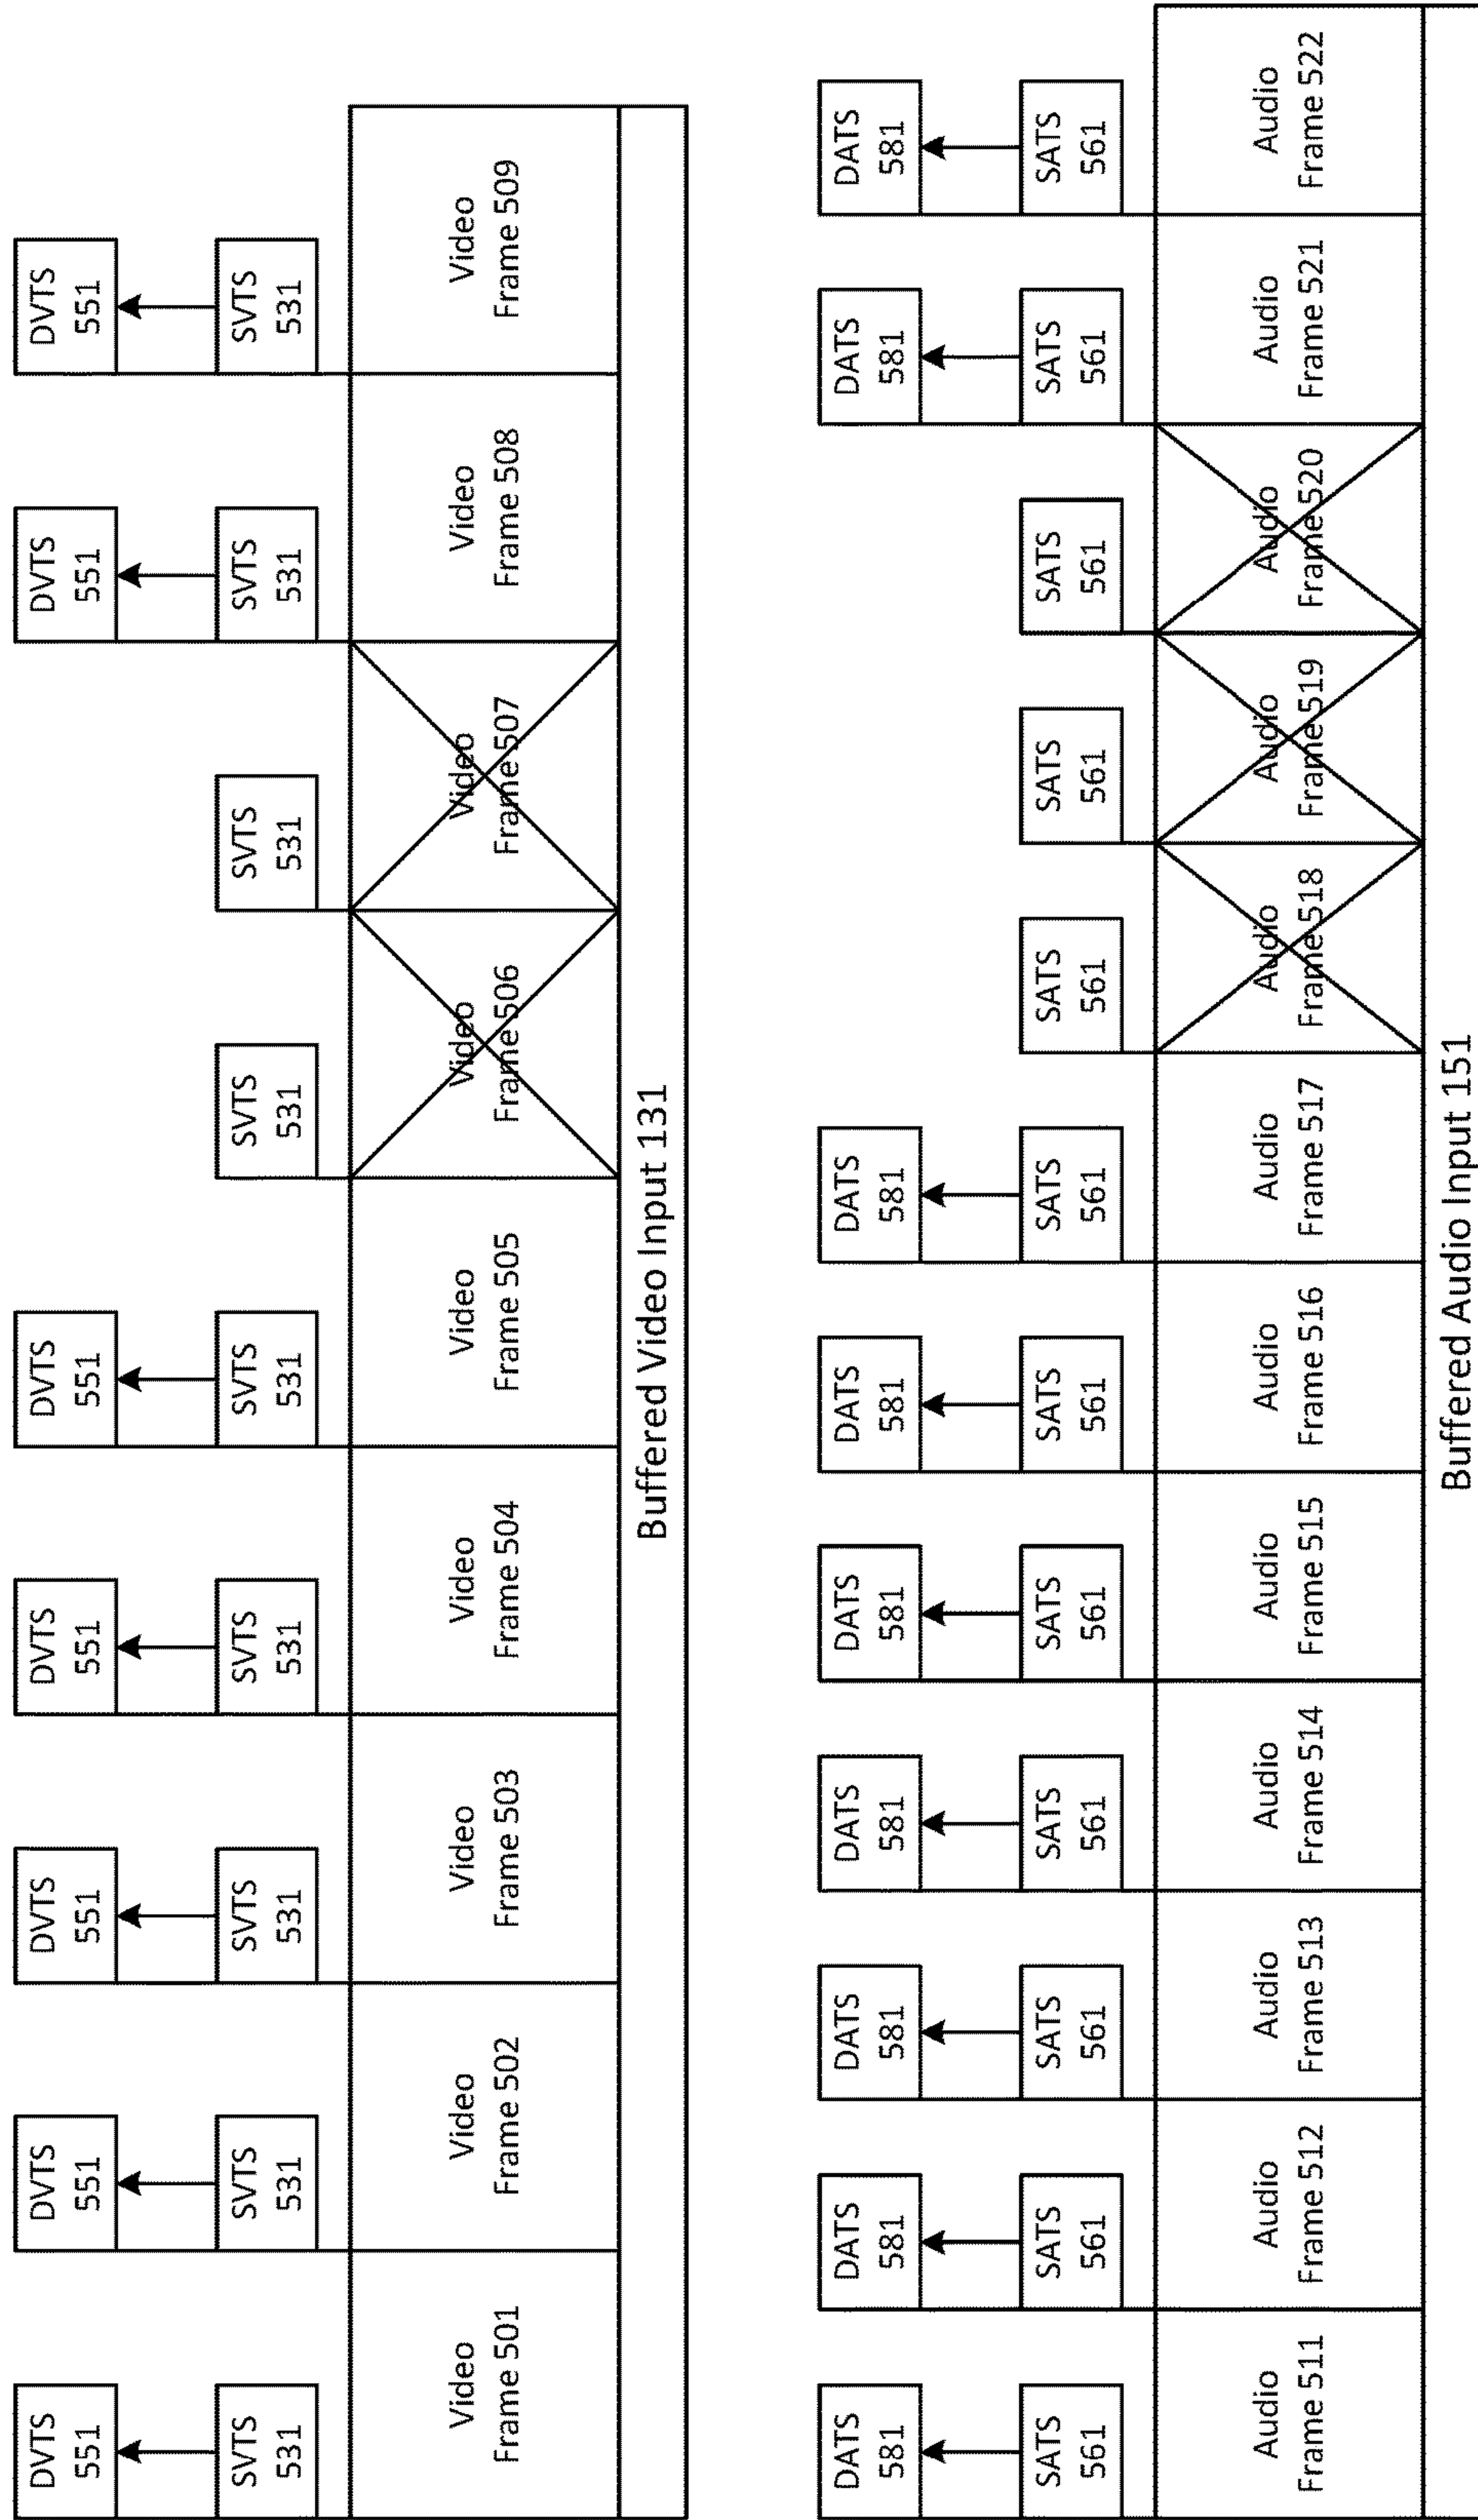 DVTS
551
DVTS
551
DVTS
551
DVTS
551
DVTS
551
DVTS
551
DVTS
551
SVTS
531
SVTS
531
SVTS
531
SVTS
531
SVTS
531
SVTS
531
SVTS
531
SVTS
531
SVTS
531
Video
Frame 501
Video
Frame 502
Video
Frame 503
Video
Frame 504
Video
Frame 505
Video
Frame 506
Video
Frame 507
Video
Frame 508
Video
Frame 509
Buffered Video Input 131
DATS
581
DATS
581
DATS
581
DATS
581
DATS
581
DATS
581
DATS
581
DATS
581
DATS
581
SATS
561
SATS
561
SATS
561
SATS
561
SATS
561
SATS
561
SATS
561
SATS
561
SATS
561
SATS
561
SATS
561
SATS
561
Audio
Frame 511
Audio
Frame 512
Audio
Frame 513
Audio
Frame 514
Audio
Frame 515
Audio
Frame 516
Audio
Frame 517
Audio
Frame 518
Audio
Frame 519
Audio
Frame 520
Audio
Frame 521
Audio
Frame 522
Buffered Audio Input 151